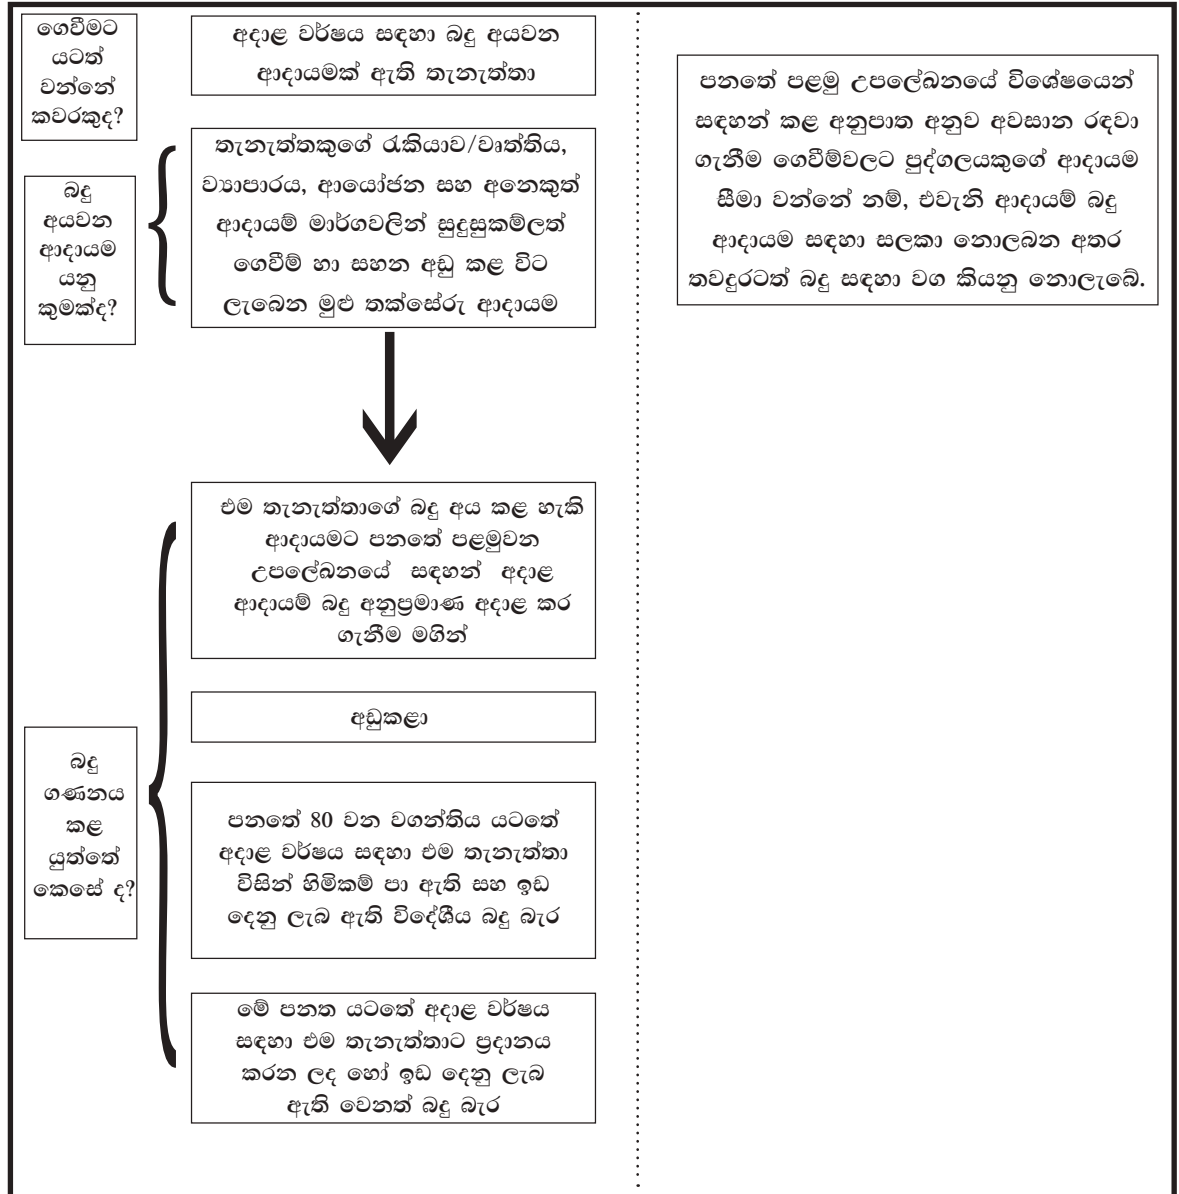 ගෙවීමට
යටත්
වන්නේ
කවරකුද?
අදාළ වර්ෂය සඳහා බදු අයවන
ආදායමක් ඇති තැනැත්තා
බදු
අයවන
ආදායම
යනු
කුමක්ද?
තැනැත්තකුගේ රැකියාව/වෘත්තිය,
ව්‍යාපාරය, ආයෝජන සහ අනෙකුත්
ආදායම් මාර්ගවලින් සුදුසුකම්ලත්
ගෙවීම් හා සහන අඩු කළ විට
ලැබෙන මුළු තක්සේරු ආදායම
එම තැනැත්තාගේ බදු අය කළ හැකි
ආදායමට පනතේ පළමුවන
උපලේඛනයේ සඳහන් අදාළ
ආදායම් බදු අනුප්‍රමාණ අදාළ කර
ගැනීම මගින්
අඩුකළා
බදු
ගණනය
කළ
යුත්තේ
කෙසේ ද?
පනතේ 80 වන වගන්තිය යටතේ
අදාළ වර්ෂය සඳහා එම තැනැත්තා
විසින් හිමිකම් පා ඇති සහ ඉඩ
දෙනු ලැබ ඇති විදේශීය බදු බැර
මේ පනත යටතේ අදාළ වර්ෂය
සඳහා එම තැනැත්තාට ප්‍රදානය
කරන ලද හෝ ඉඩ දෙනු ලැබ
ඇති වෙනත් බදු බැර
පනතේ පළමු උපලේඛනයේ විශේෂයෙන්
සඳහන් කළ අනුපාත අනුව අවසාන රඳවා
ගැනීම ගෙවීම්වලට පුද්ගලයකුගේ ආදායම
සීමා වන්නේ නම්, එවැනි ආදායම් බදු
ආදායම සඳහා සලකා නොලබන අතර
තවදුරටත් බදු සඳහා වග කියනු නොලැබේ.